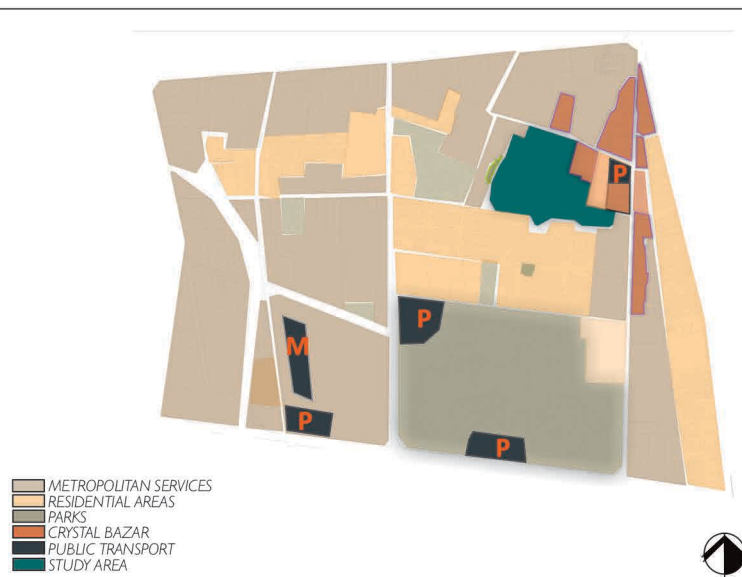 P
P
M
P
P
METROPOLITAN SERVICES
RESIDENTIAL AREAS
PARKS
CRYSTAL BAZAR
PUBLIC TRANSPORT
STUDY AREA